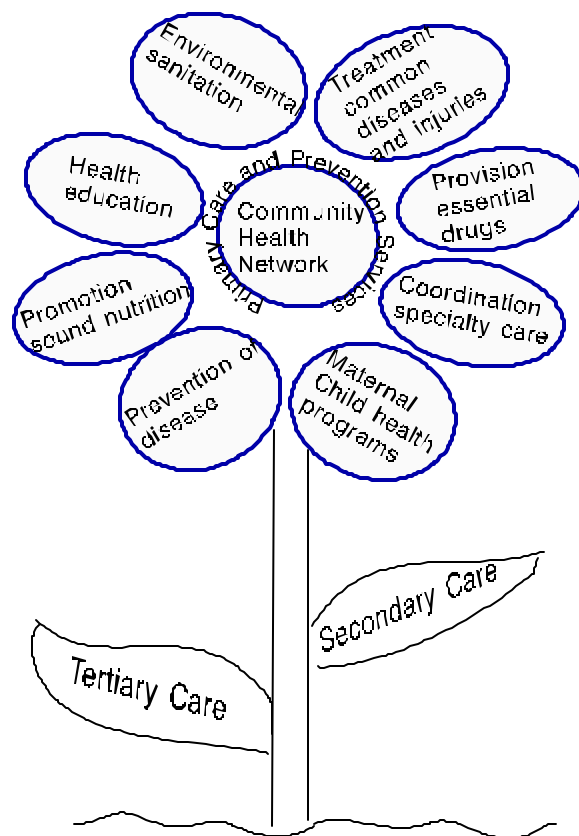 Environmental
sanitation
Treatment
common
diseases
and injuries
Health
education
Primary Care and Prevention Services
Community
Health
Network
Provision
essential
drugs
Promotion
sound nutrition
Coordination
specialty care
Prevention of
disease
Maternal
Child health
programs
Secondary Care
Tertiary Care